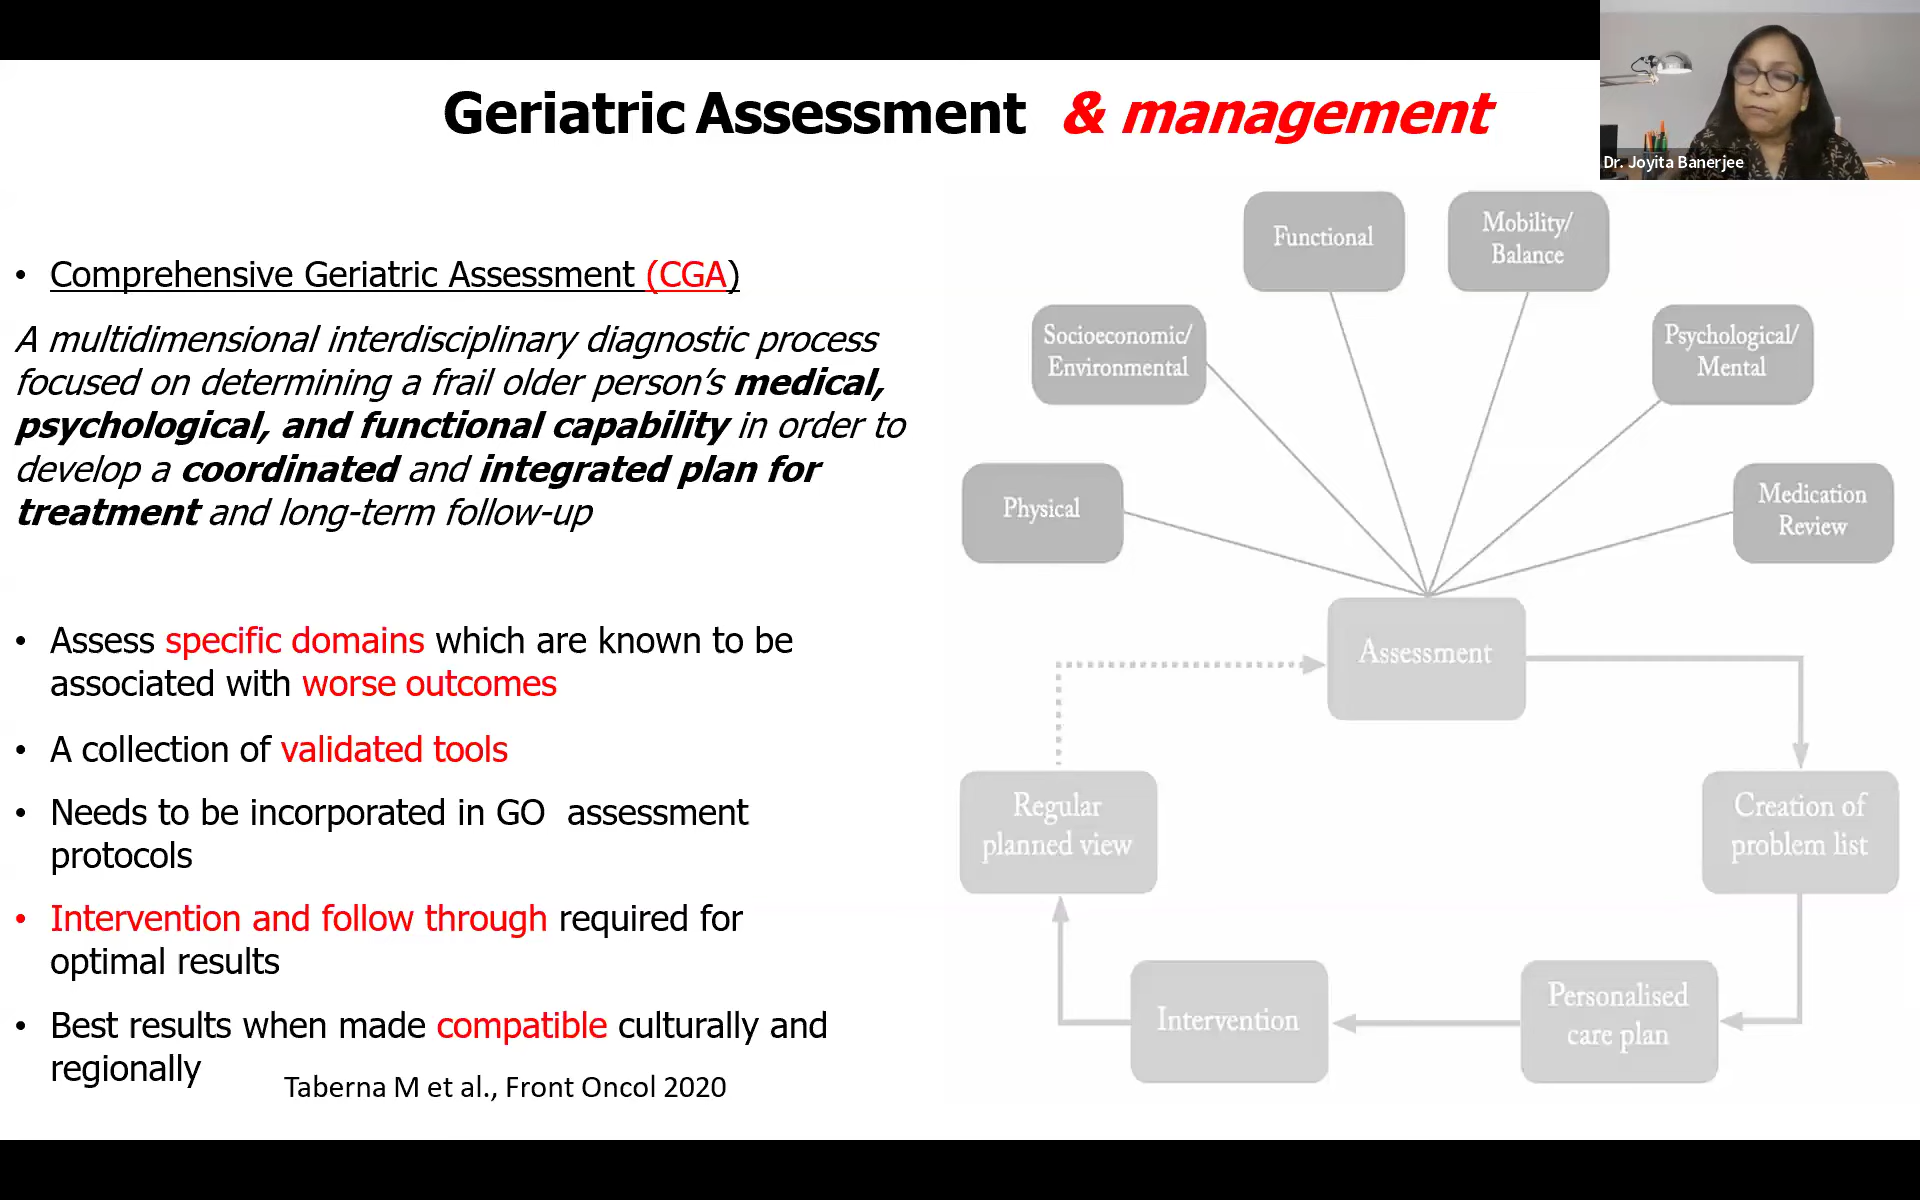 Geriatric Assessment & management
Dr. Joyita Banerjee
• Comprehensive Geriatric Assessment (CGA)
A multidimensional interdisciplinary diagnostic process
focused on determining a frail older person’s medical,
psychological, and functional capability in order to
develop a coordinated and integrated plan for
treatment and long-term follow-up
• Assess specific domains which are known to be
associated with worse outcomes
• A collection of validated tools
• Needs to be incorporated in GO  assessment
protocols
• Intervention and follow through required for
optimal results
• Best results when made compatible culturally and
regionally
Taberna M et al., Front Oncol 2020
Functional
Mobility/
Balance
Socioeconomic/
Environmental
Psychological/
Mental
Physical
Medication
Review
Assessment
Regular
planned view
Creation of
problem list
Intervention
Personalised
care plan